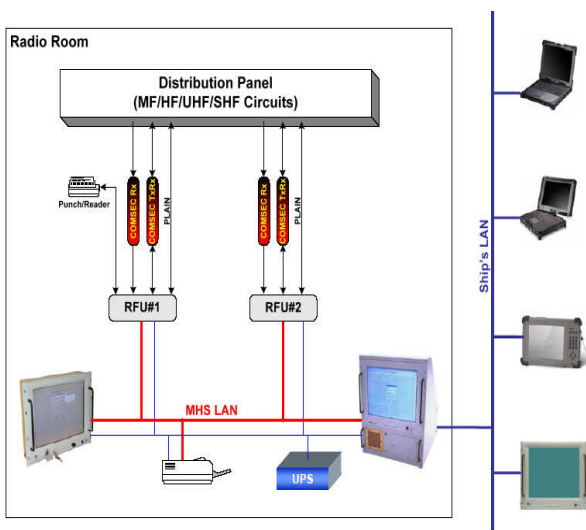 Radio Room
Distribution Panel
(MF/HF/UHF/SHF Circuits)
Punch/Reader
COMSEC Rx
COMSEC TxRx
PLAIN
COMSEC Rx
COMSEC TxRx
PLAIN
RFU#1
RFU#2
MHS LAN
UPS
Ship's LAN